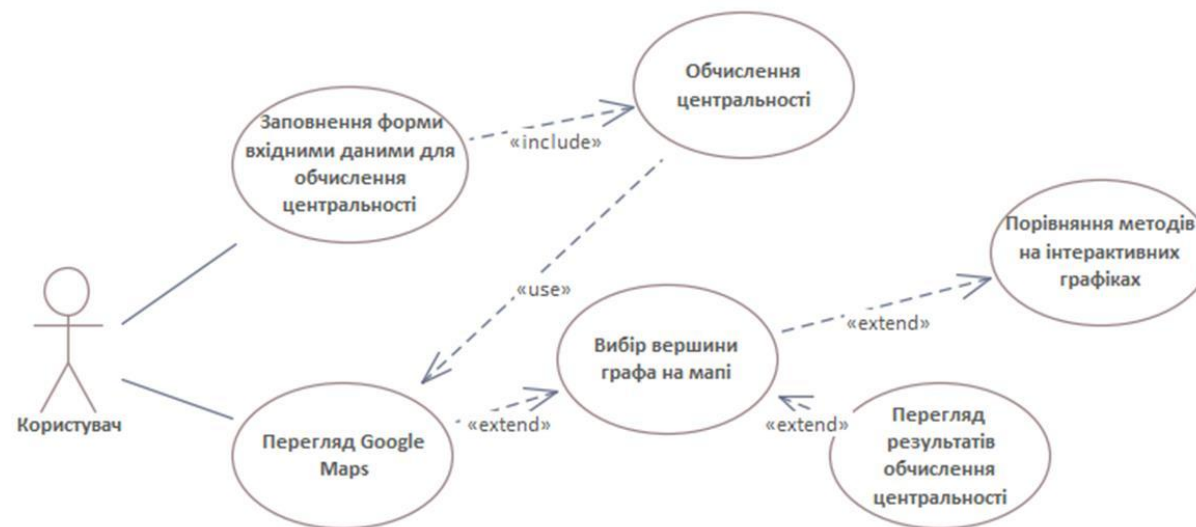 Обчислення
центральності
Заповнення форми
вхідними даними для
обчислення
центральності
«include»
Порівняння методів
на інтерактивних
графіках
«use»
«extend»
Вибір вершини
графа на мапі
Користувач
Перегляд Google
Maps
«extend»
«extend»
Перегляд
результатів
обчислення
центральності